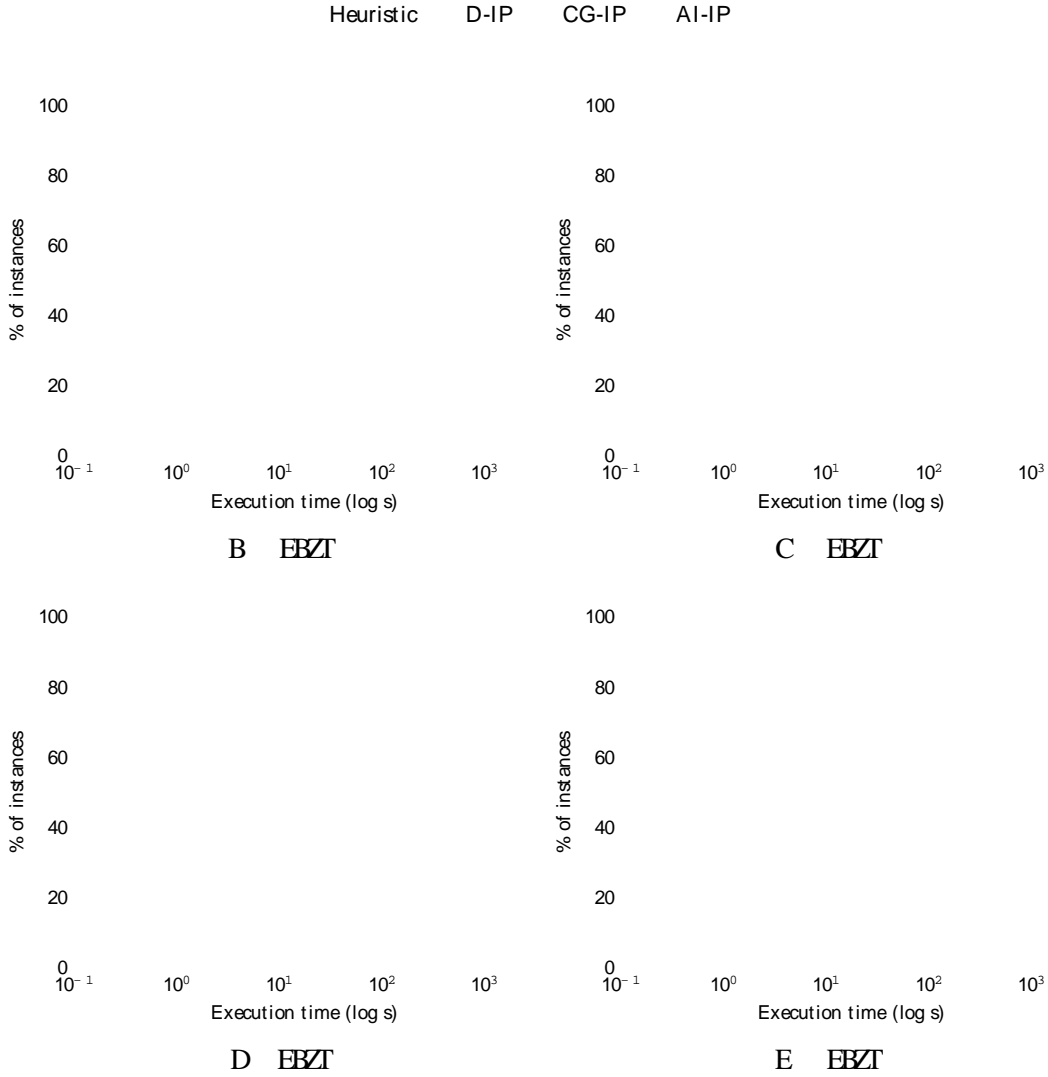 Heuristic D-IP CG-IP AI-IP
100
80
60
40
20
0
% of instances
10⁻¹ 10⁰ 10¹ 10² 10³
Execution time (log s)
B EBZT
100
80
60
40
20
0
% of instances
10⁻¹ 10⁰ 10¹ 10² 10³
Execution time (log s)
C EBZT
100
80
60
40
20
0
% of instances
10⁻¹ 10⁰ 10¹ 10² 10³
Execution time (log s)
D EBZT
100
80
60
40
20
0
% of instances
10⁻¹ 10⁰ 10¹ 10² 10³
Execution time (log s)
E EBZT